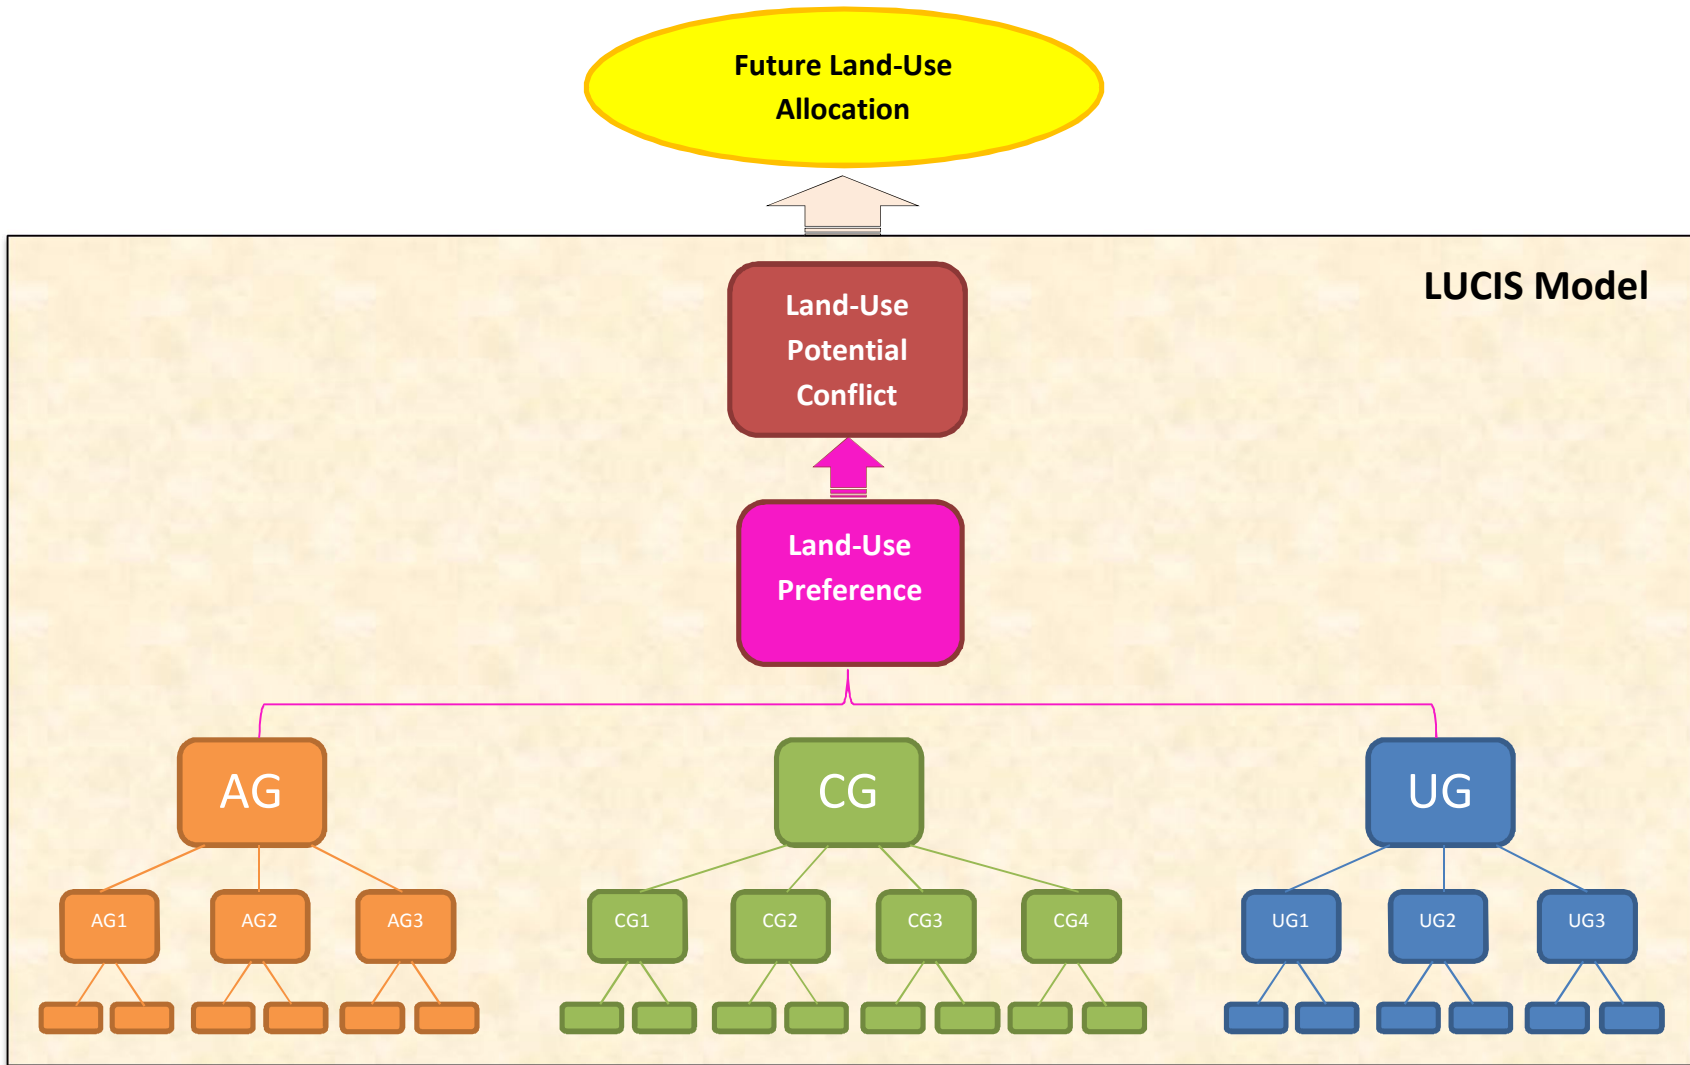 Future Land-Use
Allocation
LUCIS Model
Land-Use
Potential
Conflict
Land-Use
Preference
AG
CG
UG
AG1
AG2
AG3
CG1
CG2
CG3
CG4
UG1
UG2
UG3